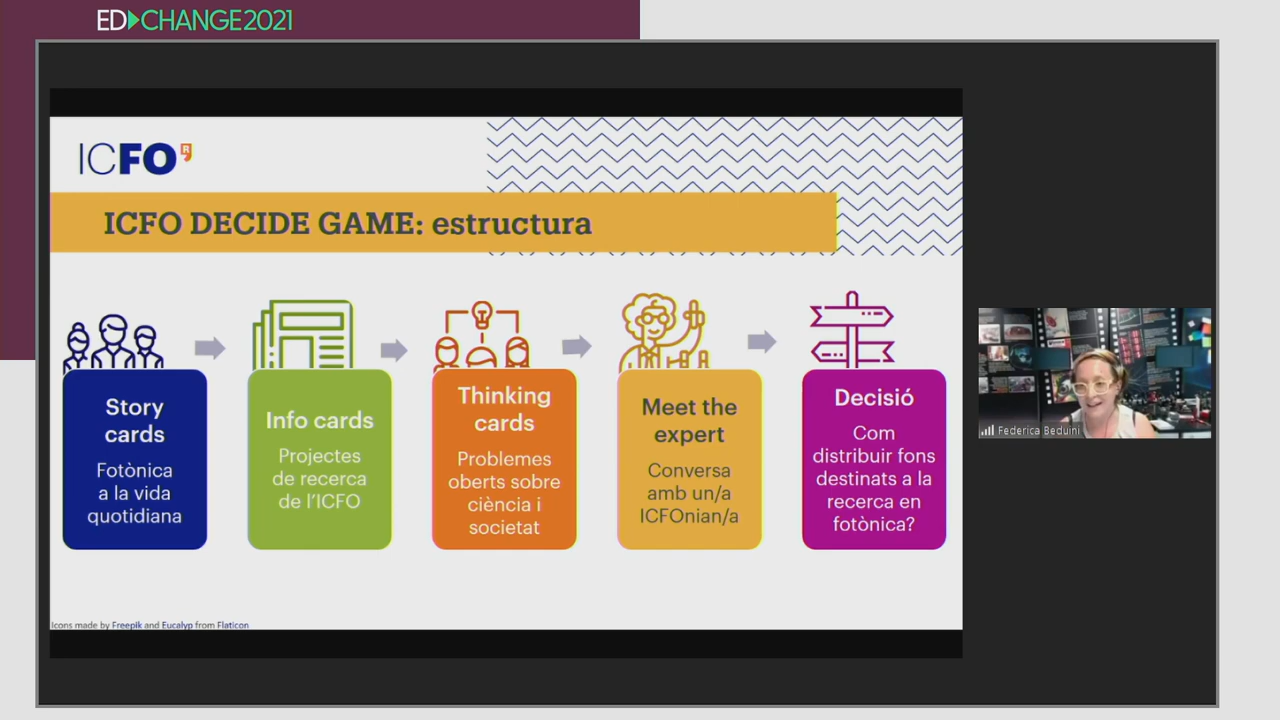 ED CHANGE2021
ICFO R
ICFO DECIDE GAME: estructura
Story
cards
Fotònica
a la vida
quotidiana
Info cards
Projectes
de recerca
de l'ICFO
Thinking
cards
Problemes
oberts sobre
ciència i
societat
Meet the
expert
Conversa
amb un/a
ICFOnian/a
Decisió
Com
distribuir fons
destinats a la
recerca en
fotònica?
Icons made by Freepik and Eucalyp from Flaticon
Federica Beduini